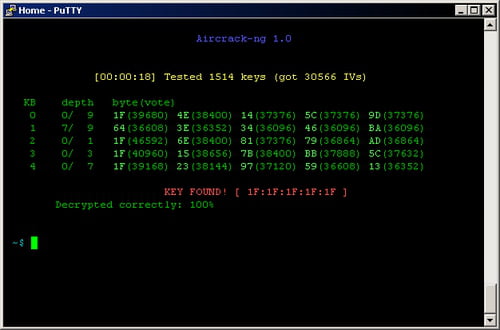 Home - PuTTY
Aircrack-ng 1.0
[00:00:18] Tested 1514 keys (got 30566 IVs)
KB depth byte(vote)
0 0/ 9 1F(39680) 4E(38400) 14(37376) 5C(37376) 9D(37376)
1 7/ 9 64(36608) 3E(36352) 34(36096) 46(36096) BA(36096)
2 0/ 1 1F(46592) 6E(38400) 81(37376) 79(36864) AD(36864)
3 0/ 3 1F(40960) 15(38656) 7B(38400) BB(37888) 5C(37632)
4 0/ 7 1F(39168) 23(38144) 97(37120) 59(36608) 13(36352)
KEY FOUND! [ 1F:1F:1F:1F:1F ]
Decrypted correctly: 100%
~$